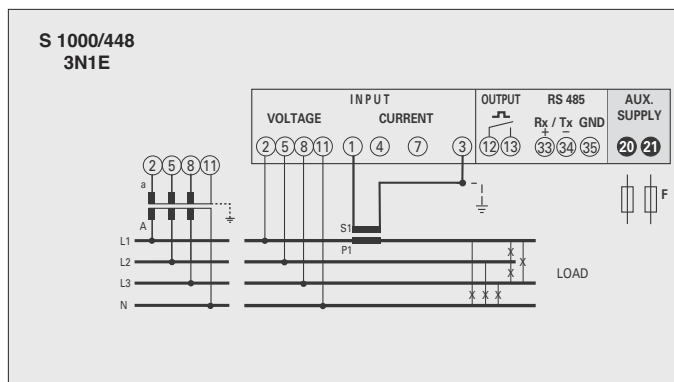 S 1000/448
3N1E
INPUT
VOLTAGE
CURRENT
OUTPUT
RS 485
Rx / Tx GND
+ –
AUX.
SUPPLY
2 5 8 11 1 4 7 3 12 13 33 34 35 20 21
2 5 8 11
a
A
F
S1
P1
L1
L2
L3
N
LOAD